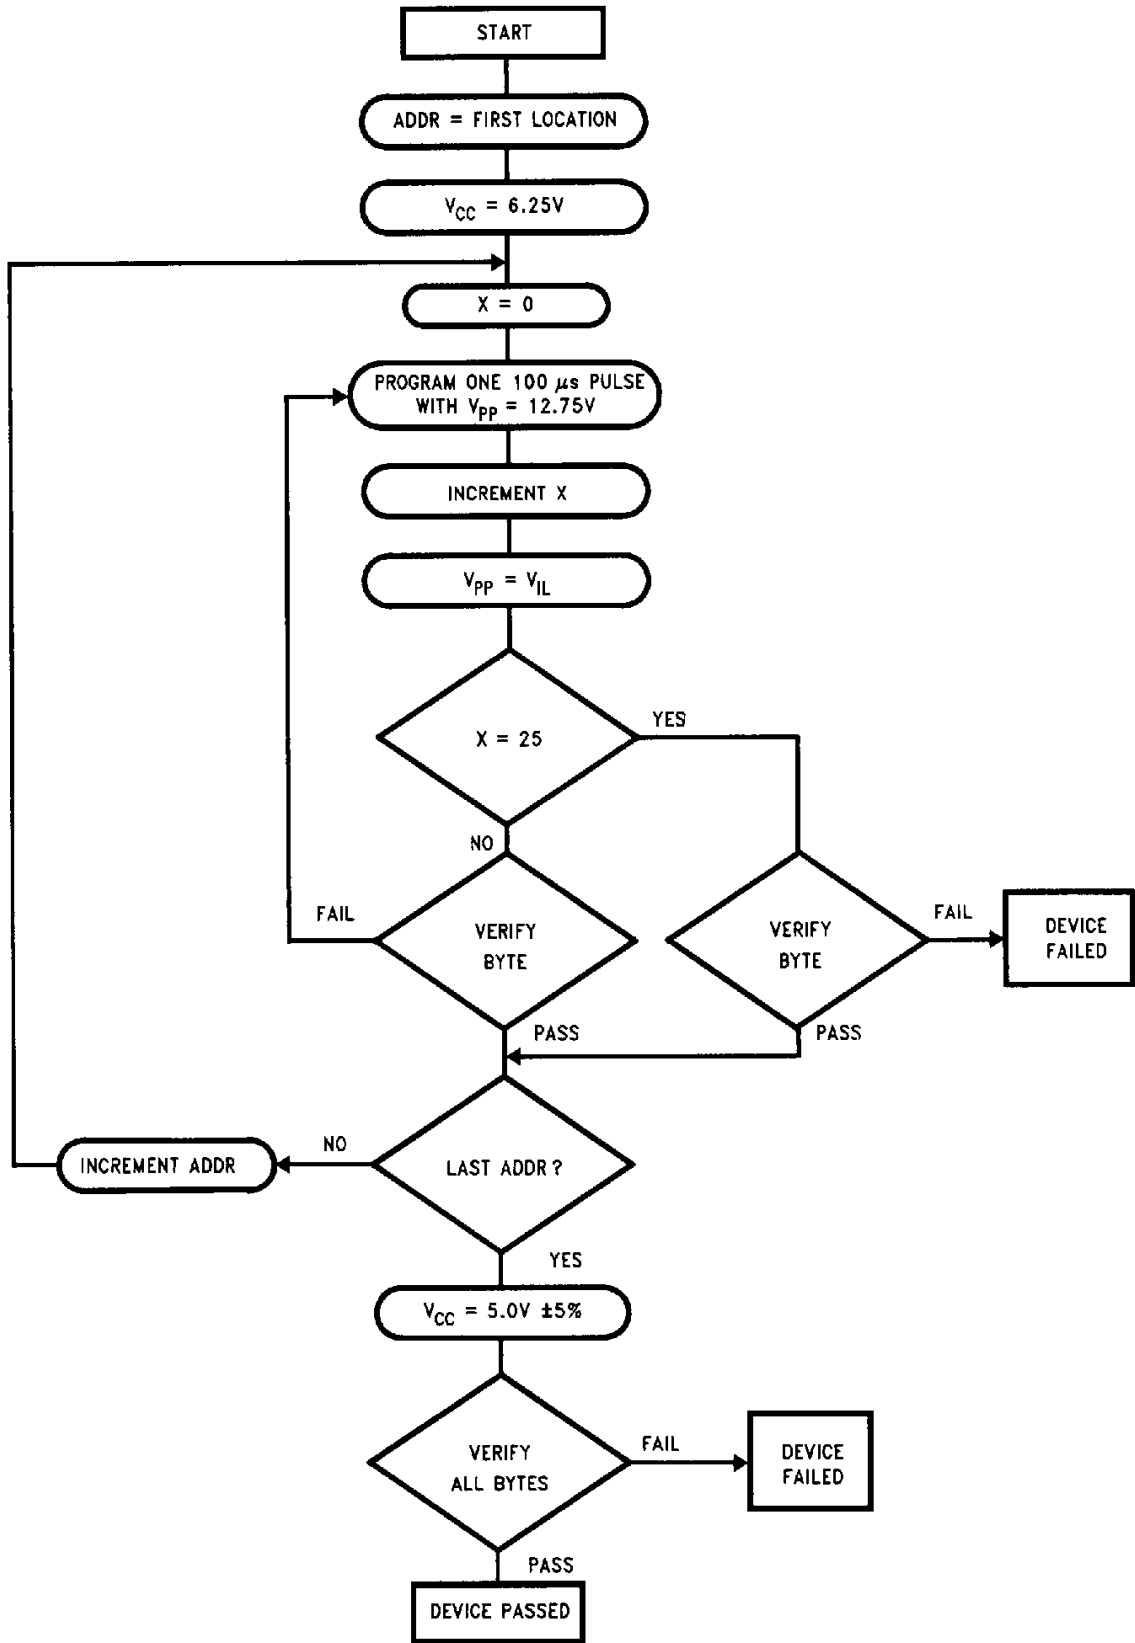 START
ADDR = FIRST LOCATION
VCC = 6.25V
X = 0
PROGRAM ONE 100 μs PULSE
WITH VPP = 12.75V
INCREMENT X
VPP = VIL
X = 25
YES
NO
FAIL
VERIFY
BYTE
PASS
VERIFY
BYTE
FAIL
DEVICE
FAILED
PASS
LAST ADDR?
NO
INCREMENT ADDR
YES
VCC = 5.0V ±5%
VERIFY
ALL BYTES
FAIL
DEVICE
FAILED
PASS
DEVICE PASSED